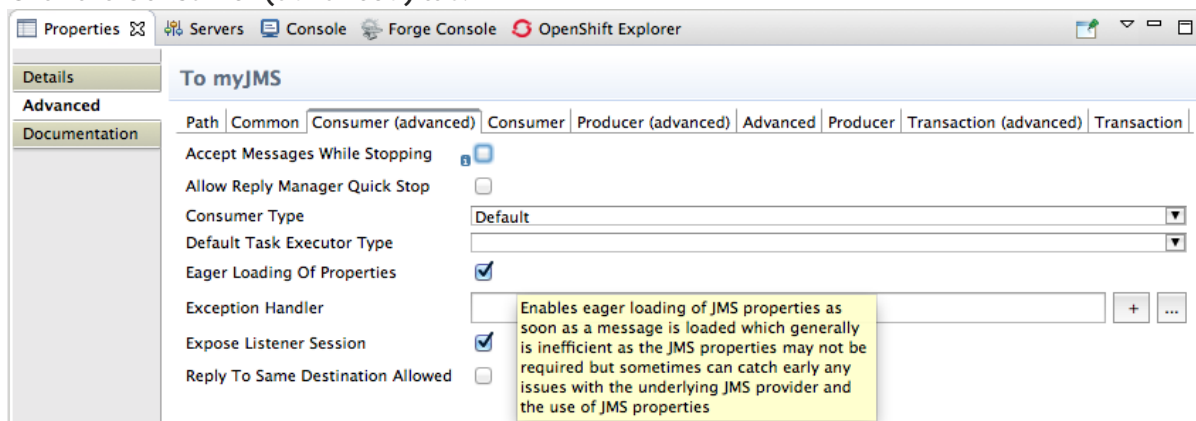 Properties Servers Console Forge Console OpenShift Explorer
Details
Advanced
Documentation
To myJMS
Path Common Consumer (advanced) Consumer Producer (advanced) Advanced Producer Transaction (advanced) Transaction
Accept Messages While Stopping
Allow Reply Manager Quick Stop
Consumer Type Default
Default Task Executor Type
Eager Loading Of Properties
Exception Handler + ...
Expose Listener Session
Reply To Same Destination Allowed
Enables eager loading of JMS properties as
soon as a message is loaded which generally
is inefficient as the JMS properties may not be
required but sometimes can catch early any
issues with the underlying JMS provider and
the use of JMS properties